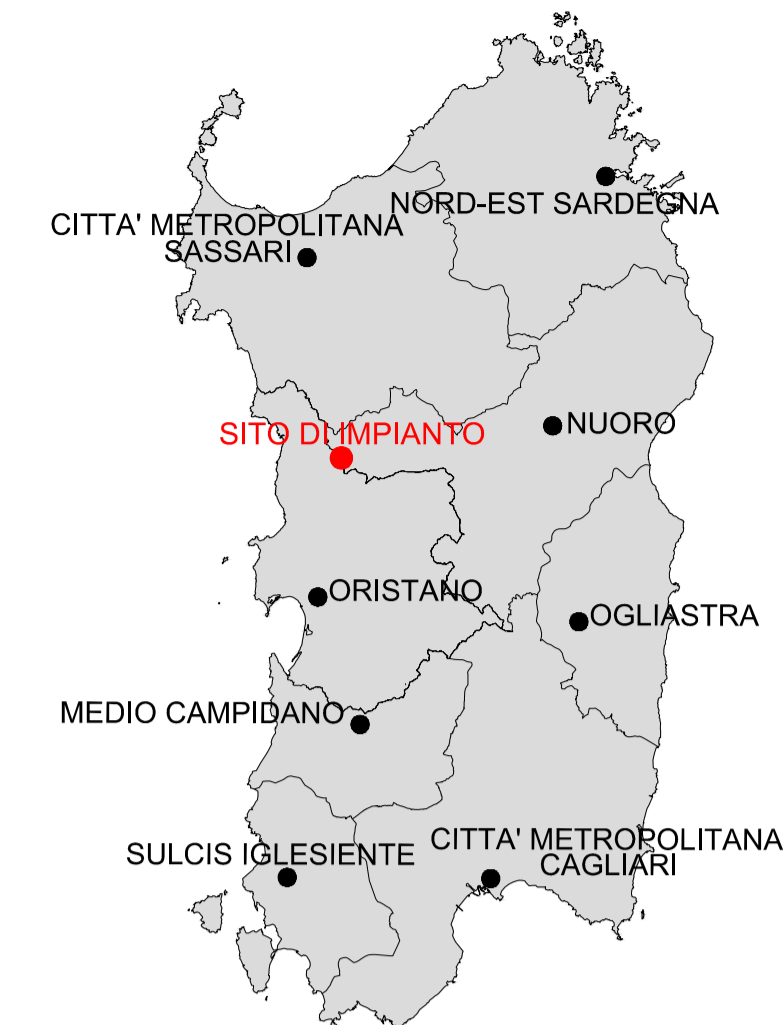 NORD-EST SARDEGNA
CITTA' METROPOLITANA
SASSARI
NUORO
SITO DI IMPIANTO
ORISTANO
OGLIASTRA
MEDIO CAMPIDANO
CITTA' METROPOLITANA
CAGLIARI
SULCIS IGLESIENTE